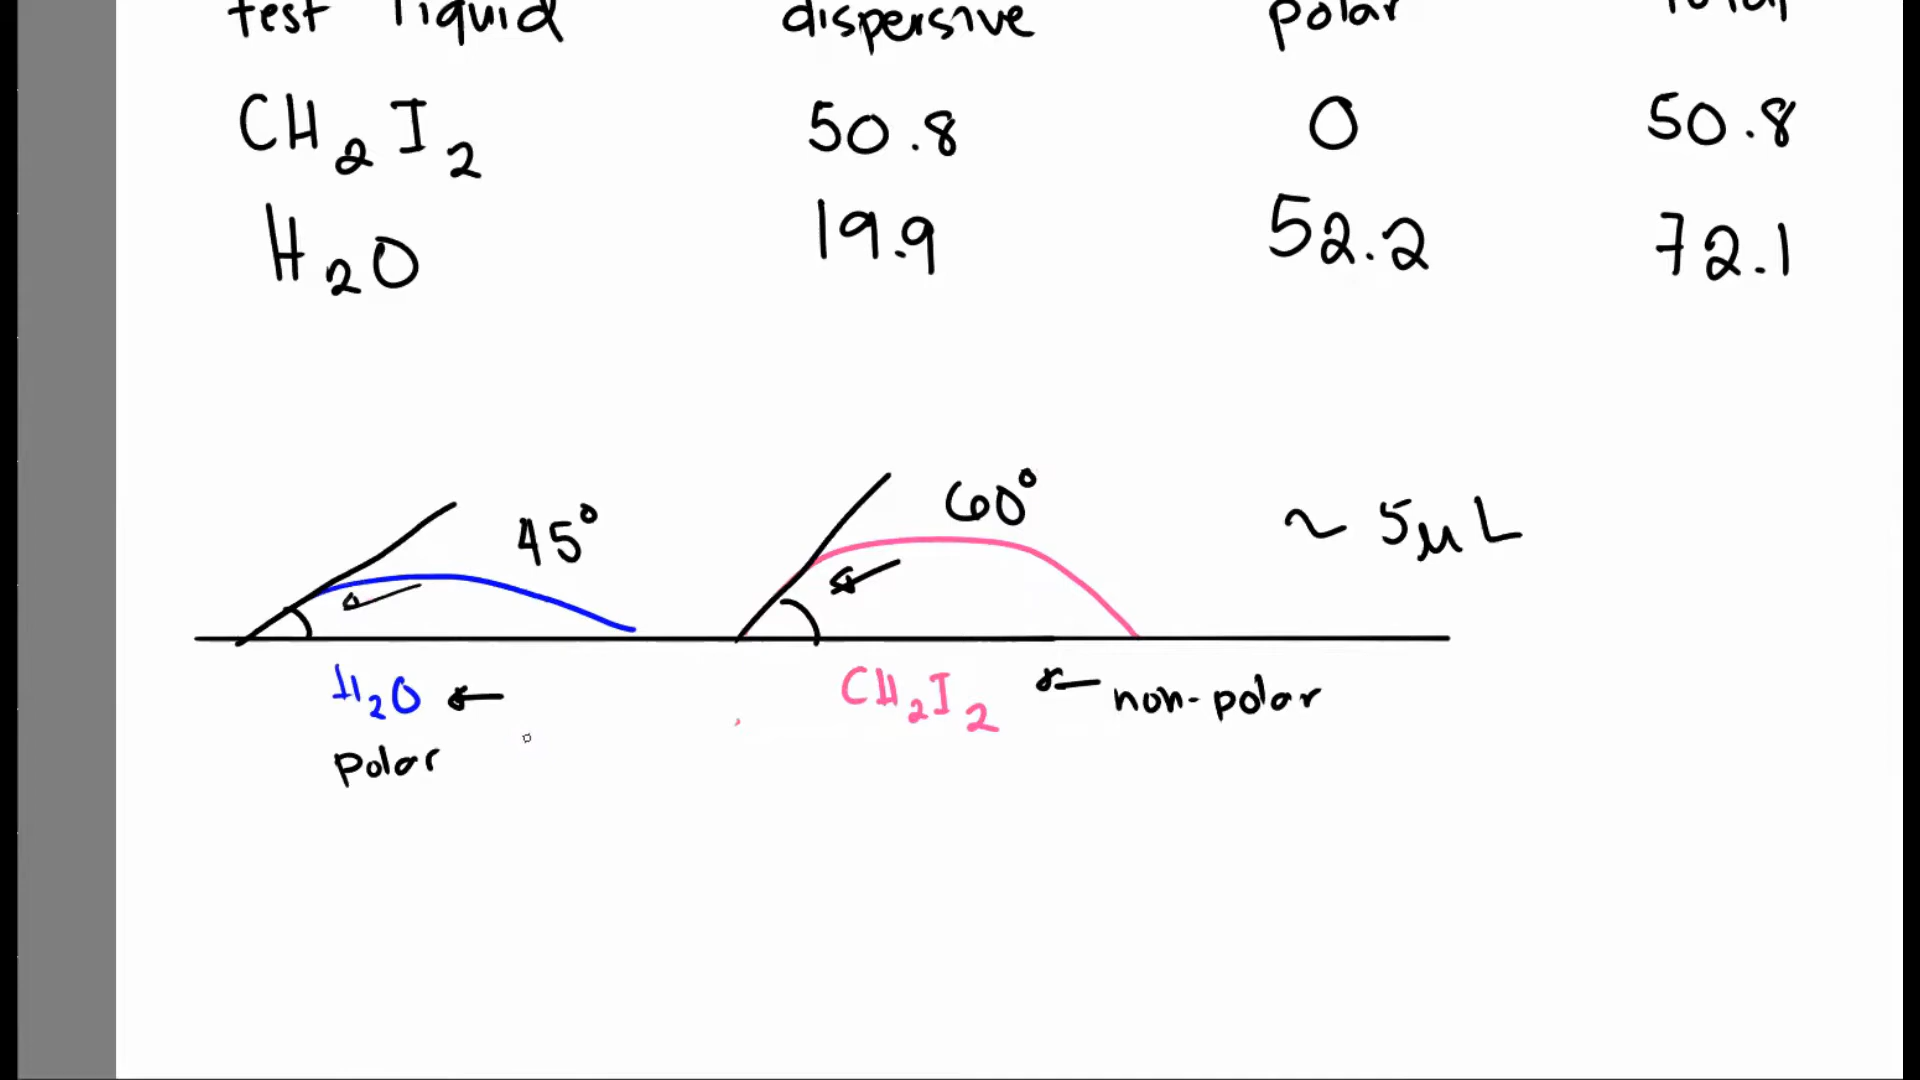 test liquid dispersive polar total
CH2I2 50.8 0 50.8
H2O 19.9 52.2 72.1
45° 60° ~ 5μL
H2O CH2I2 non-polar
polar